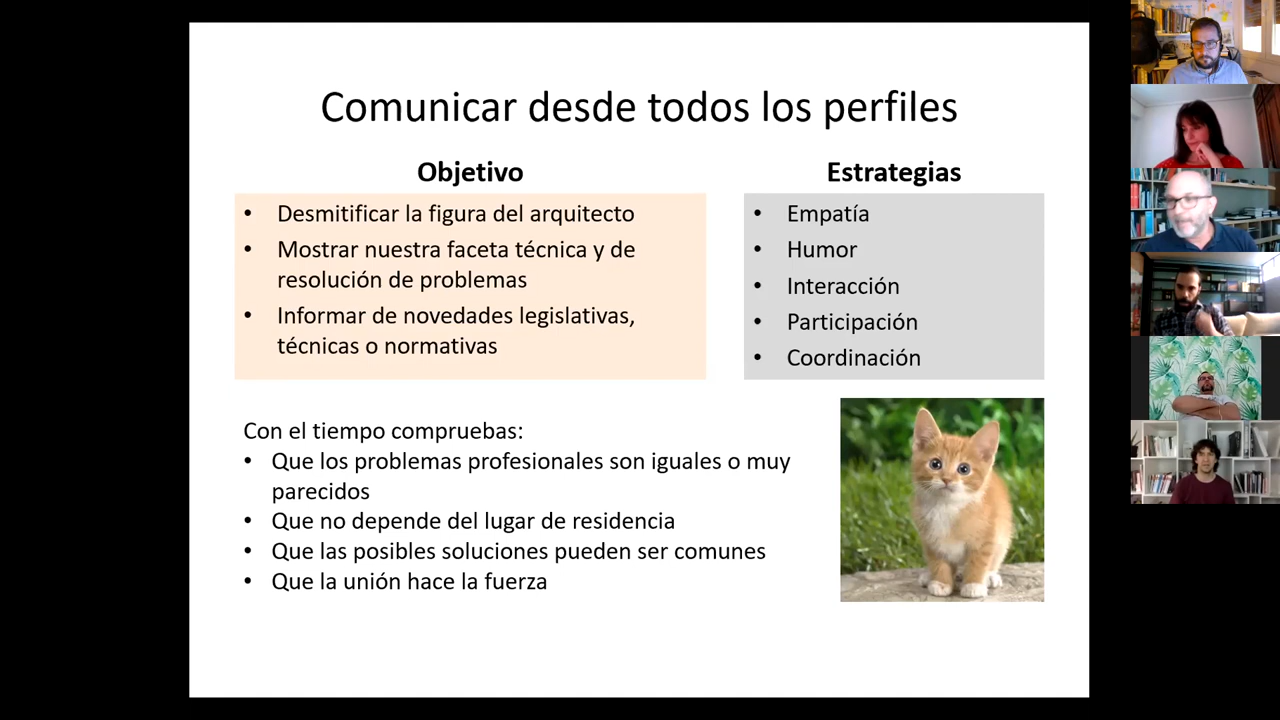 Comunicar desde todos los perfiles
Objetivo
• Desmitificar la figura del arquitecto
• Mostrar nuestra faceta técnica y de
resolución de problemas
• Informar de novedades legislativas,
técnicas o normativas
Estrategias
• Empatía
• Humor
• Interacción
• Participación
• Coordinación
Con el tiempo compruebas:
• Que los problemas profesionales son iguales o muy
parecidos
• Que no depende del lugar de residencia
• Que las posibles soluciones pueden ser comunes
• Que la unión hace la fuerza